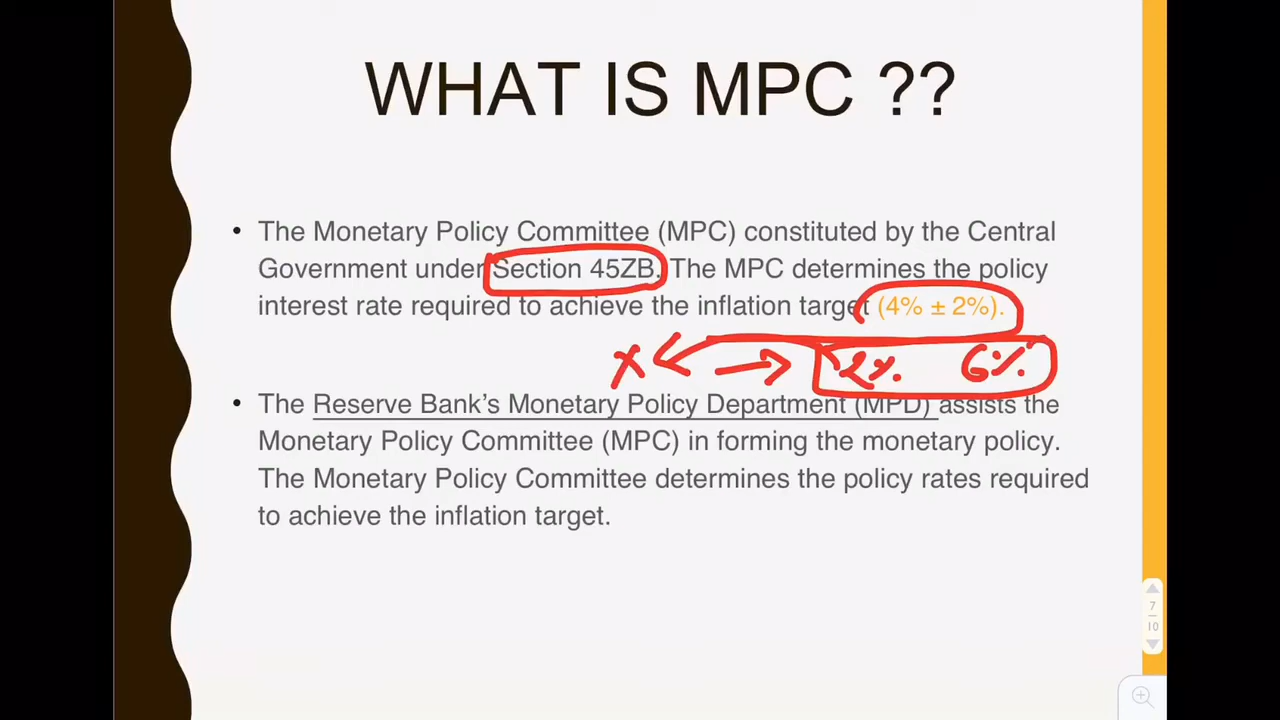 WHAT IS MPC ??
• The Monetary Policy Committee (MPC) constituted by the Central
Government under Section 45ZB. The MPC determines the policy
interest rate required to achieve the inflation target (4% ± 2%).
X 2% 6%
• The Reserve Bank's Monetary Policy Department (MPD) assists the
Monetary Policy Committee (MPC) in forming the monetary policy.
The Monetary Policy Committee determines the policy rates required
to achieve the inflation target.
7
10